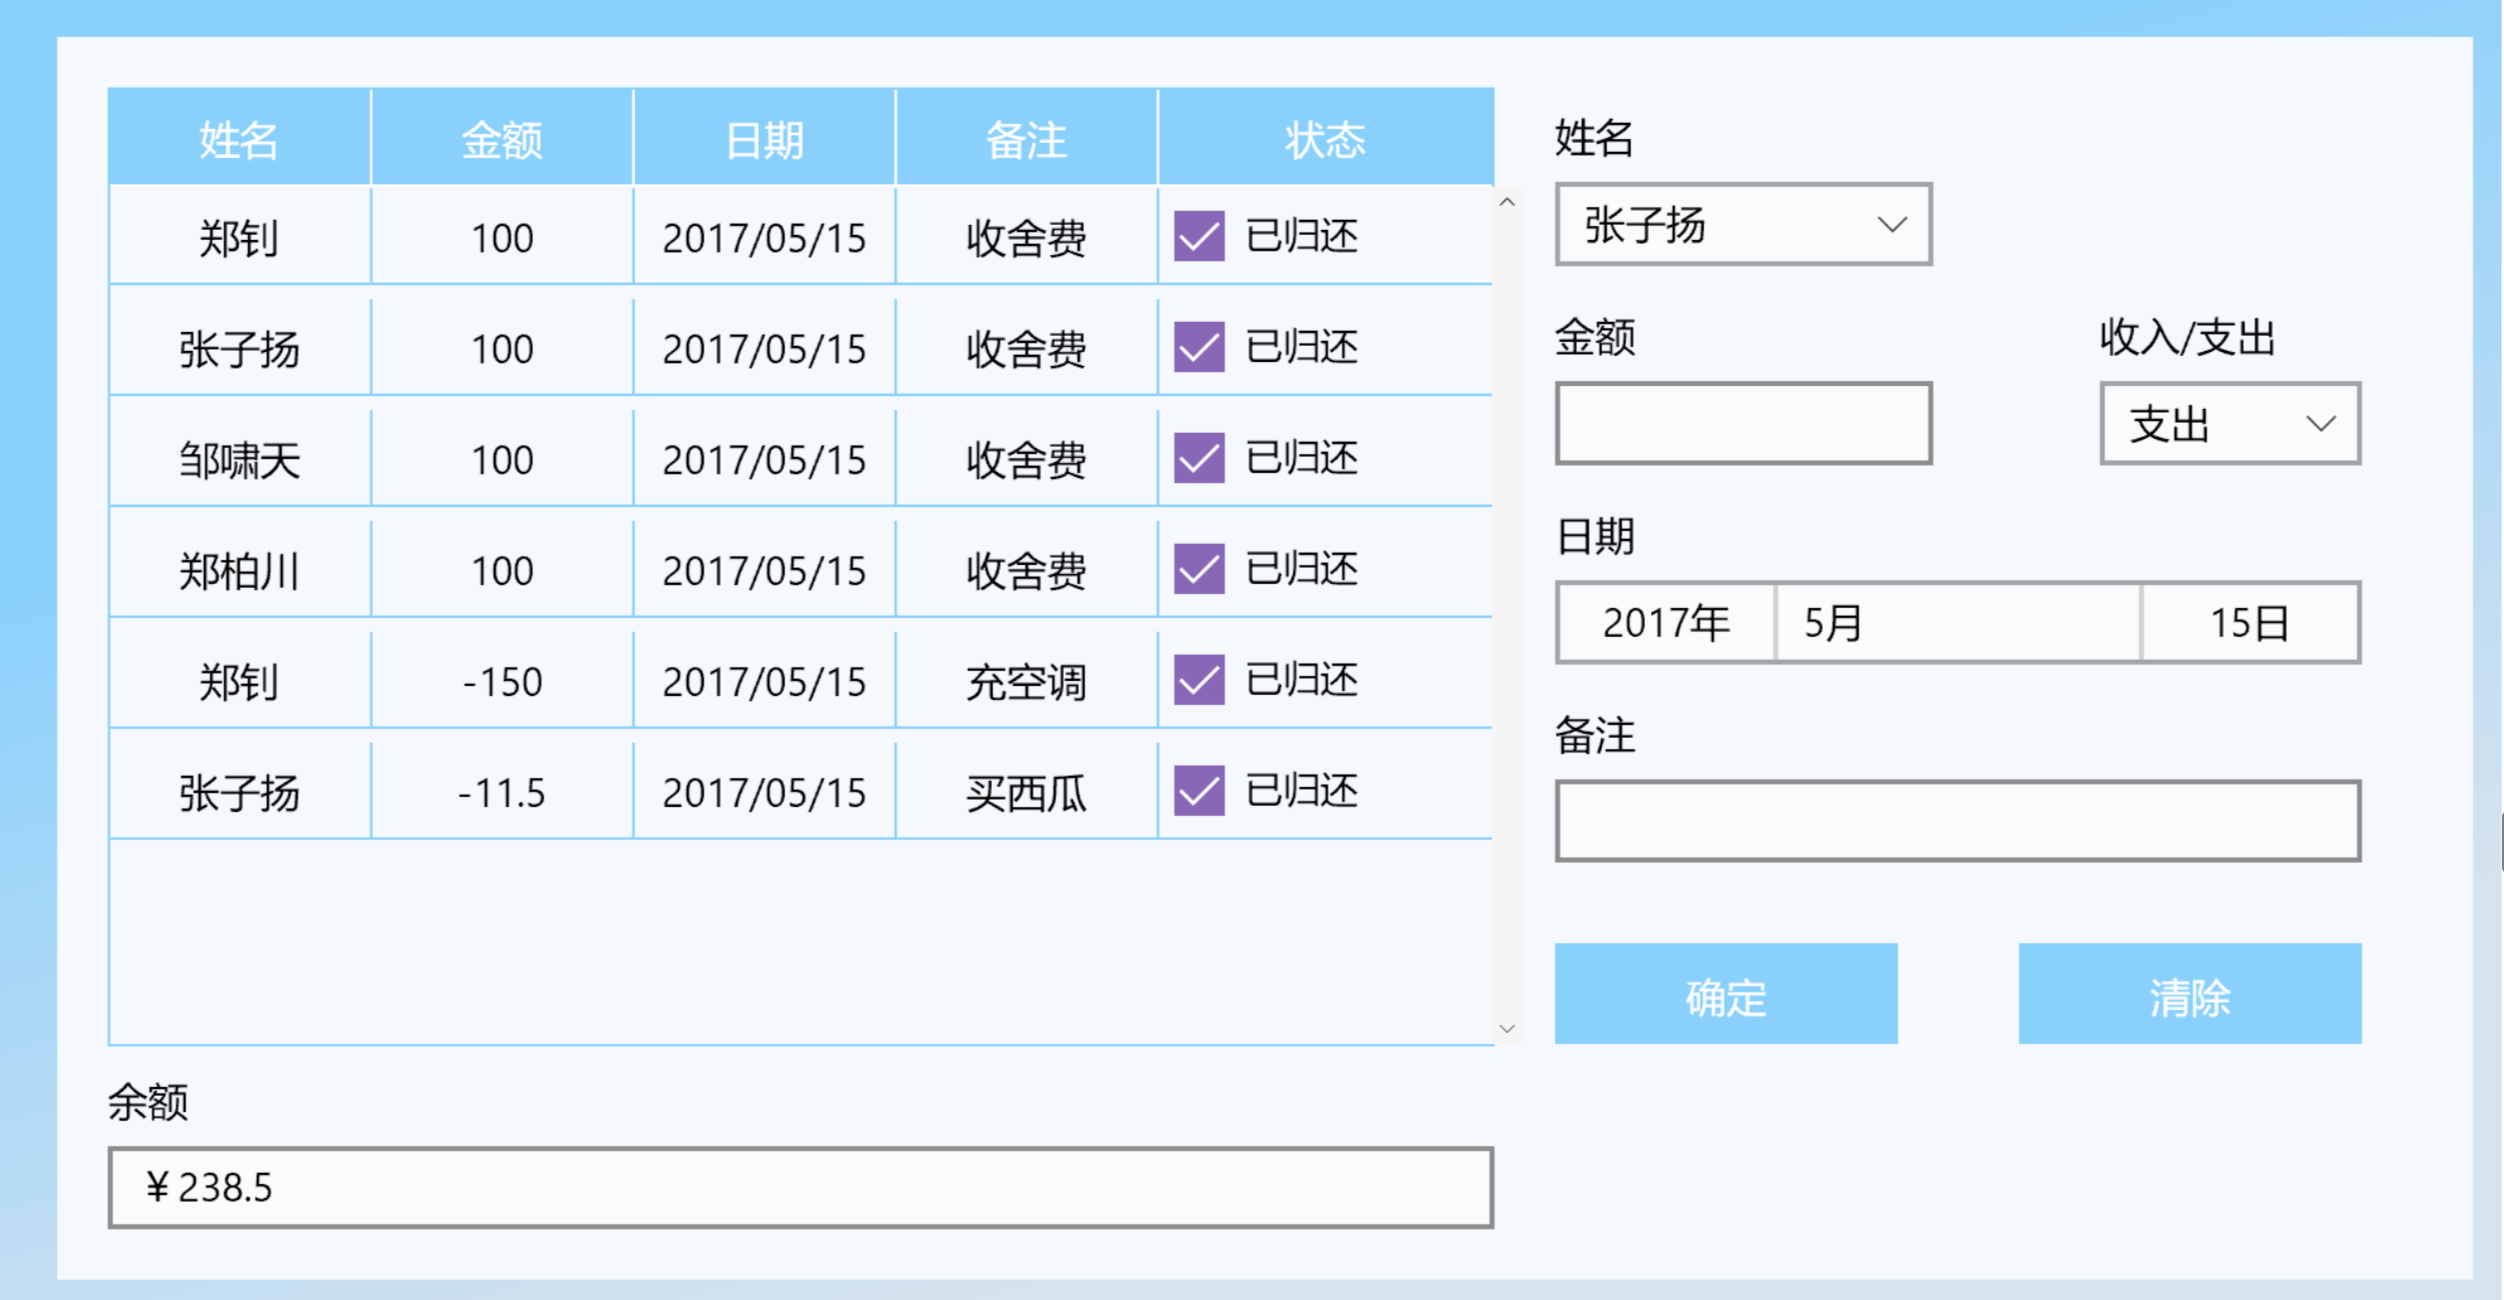 姓名 金额 日期 备注 状态
郑钊 100 2017/05/15 收舍费 已归还
张子扬 100 2017/05/15 收舍费 已归还
邹啸天 100 2017/05/15 收舍费 已归还
郑柏川 100 2017/05/15 收舍费 已归还
郑钊 -150 2017/05/15 充空调 已归还
张子扬 -11.5 2017/05/15 买西瓜 已归还
余额
¥ 238.5
姓名
张子扬
金额 收入/支出
支出
日期
2017年 5月 15日
备注
确定 清除